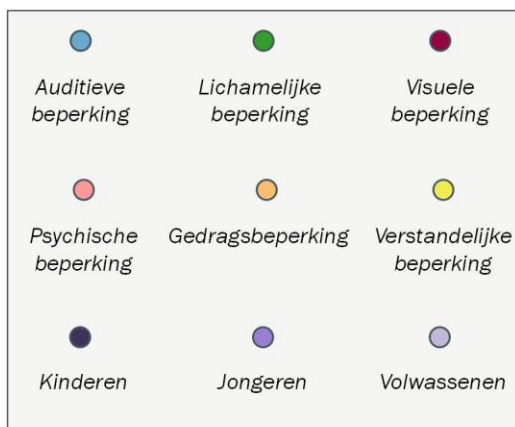 Auditieve
beperking
Lichamelijke
beperking
Visuele
beperking
Psychische
beperking
Gedragsbeperking
Verstandelijke
beperking
Kinderen
Jongeren
Volwassenen